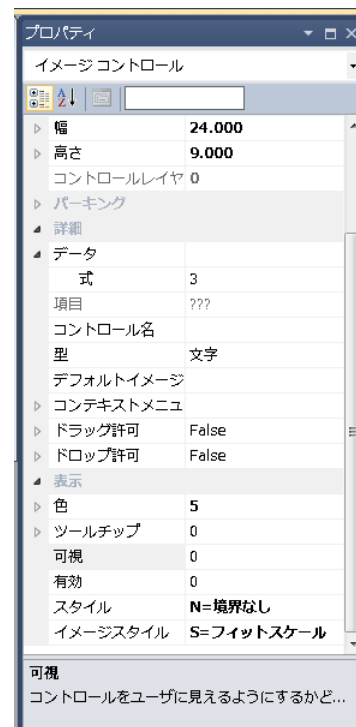 プロパティ
イメージ コントロール
幅 24.000
高さ 9.000
コントロールレイヤ 0
パーキング
詳細
データ
式 3
項目 ???
コントロール名
型 文字
デフォルトイメージ
コンテキストメニュ
ドラッグ許可 False
ドロップ許可 False
表示
色 5
ツールチップ 0
可視 0
有効 0
スタイル N=境界なし
イメージスタイル S=フィットスケール
可視
コントロールをユーザに見えるようにするかど...